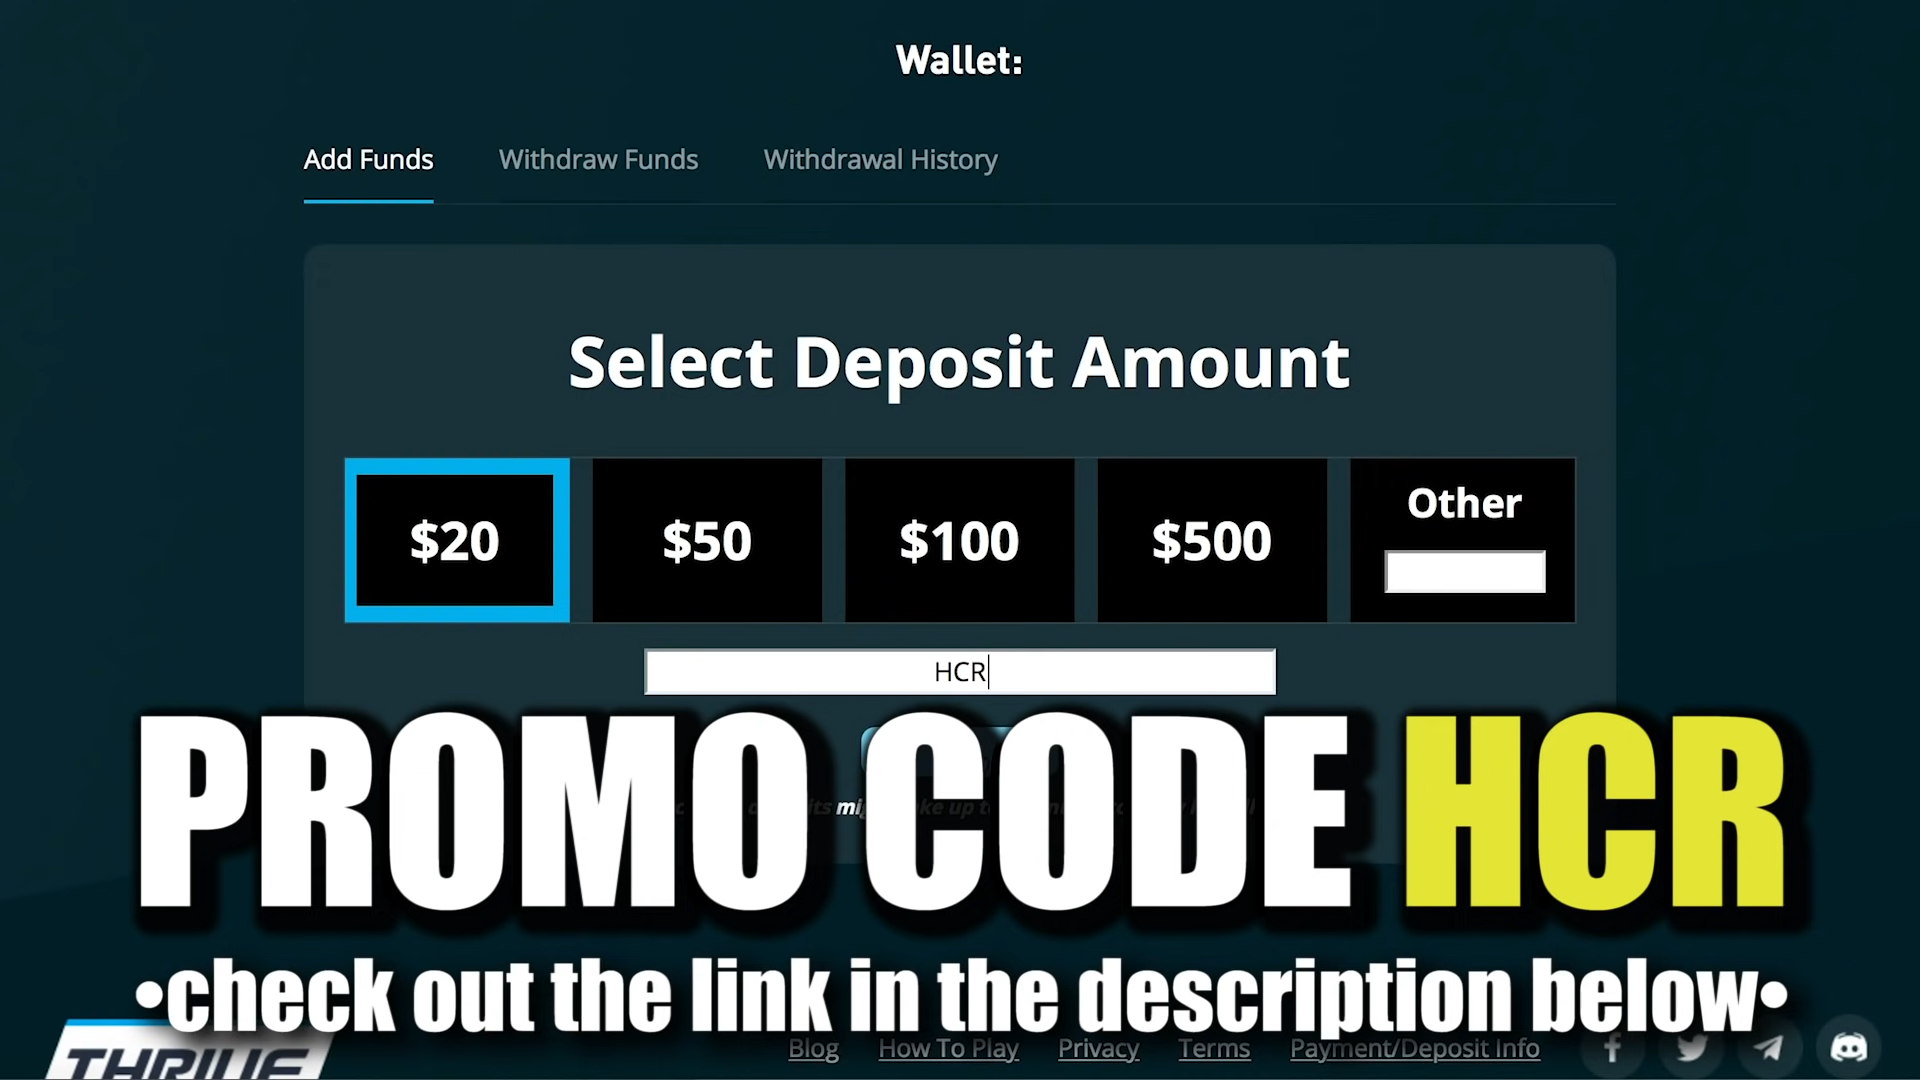 Wallet:
Add Funds Withdraw Funds Withdrawal History
Select Deposit Amount
$20 $50 $100 $500 Other
HCR
PROMO CODE HCR
•check out the link in the description below•
THRIVE Blog How To Play Privacy Terms Payment/Deposit Info